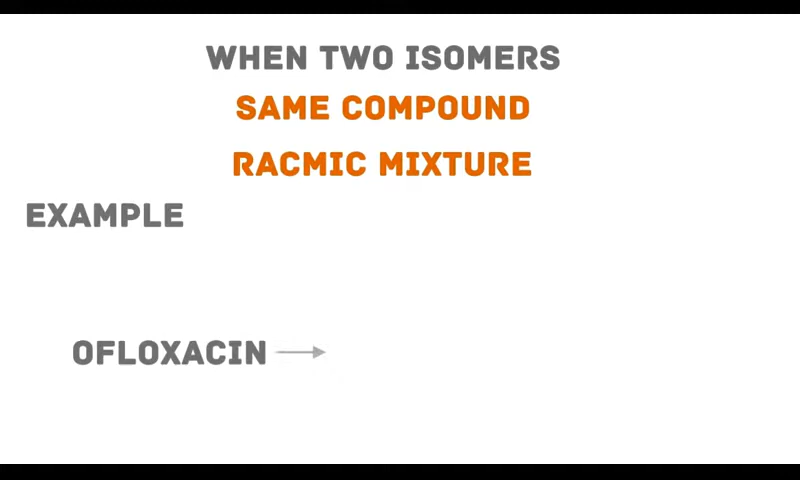 WHEN TWO ISOMERS
SAME COMPOUND
RACMIC MIXTURE
EXAMPLE
OFLOXACIN